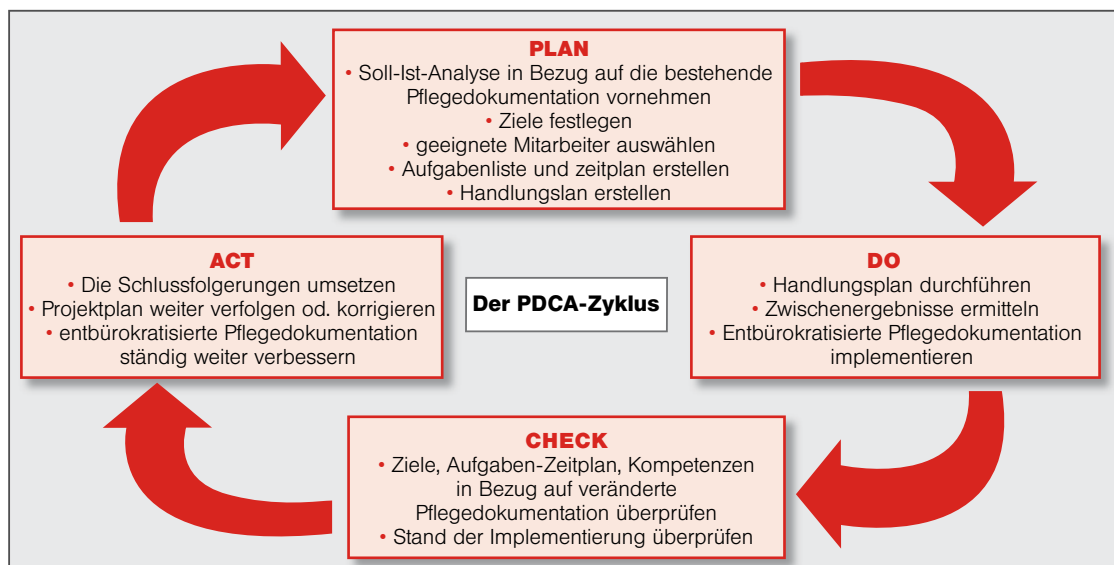 PLAN
• Soll-Ist-Analyse in Bezug auf die bestehende
Pflegedokumentation vornehmen
• Ziele festlegen
• geeignete Mitarbeiter auswählen
• Aufgabenliste und zeitplan erstellen
• Handlungslan erstellen
DO
• Handlungsplan durchführen
• Zwischenergebnisse ermitteln
• Entbürokratisierte Pflegedokumentation
implementieren
CHECK
• Ziele, Aufgaben-Zeitplan, Kompetenzen
in Bezug auf veränderte
Pflegedokumentation überprüfen
• Stand der Implementierung überprüfen
ACT
• Die Schlussfolgerungen umsetzen
• Projektplan weiter verfolgen od. korrigieren
• entbürokratisierte Pflegedokumentation
ständig weiter verbessern
Der PDCA-Zyklus